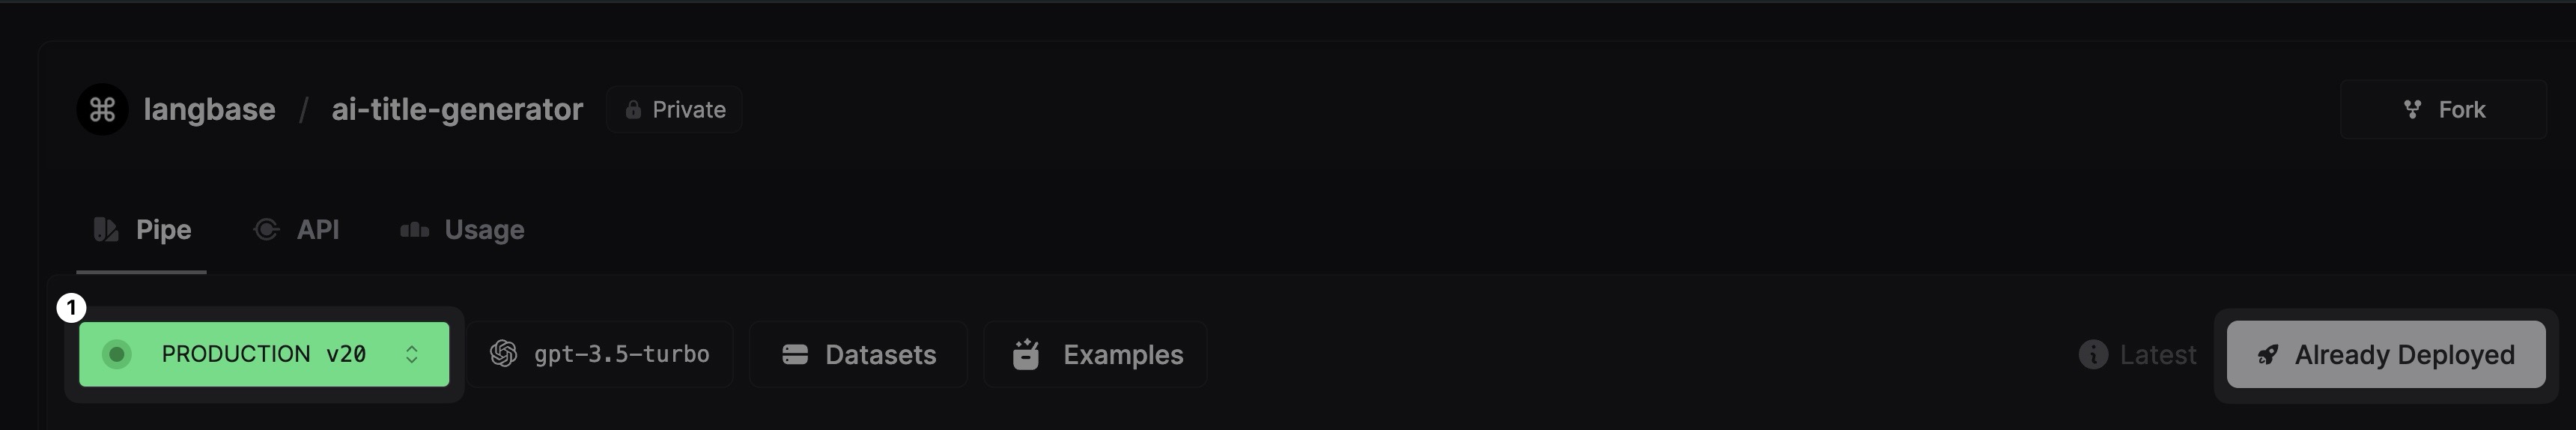 langbase / ai-title-generator Private Fork
Pipe API Usage
1
PRODUCTION v20 gpt-3.5-turbo Datasets Examples Latest Already Deployed